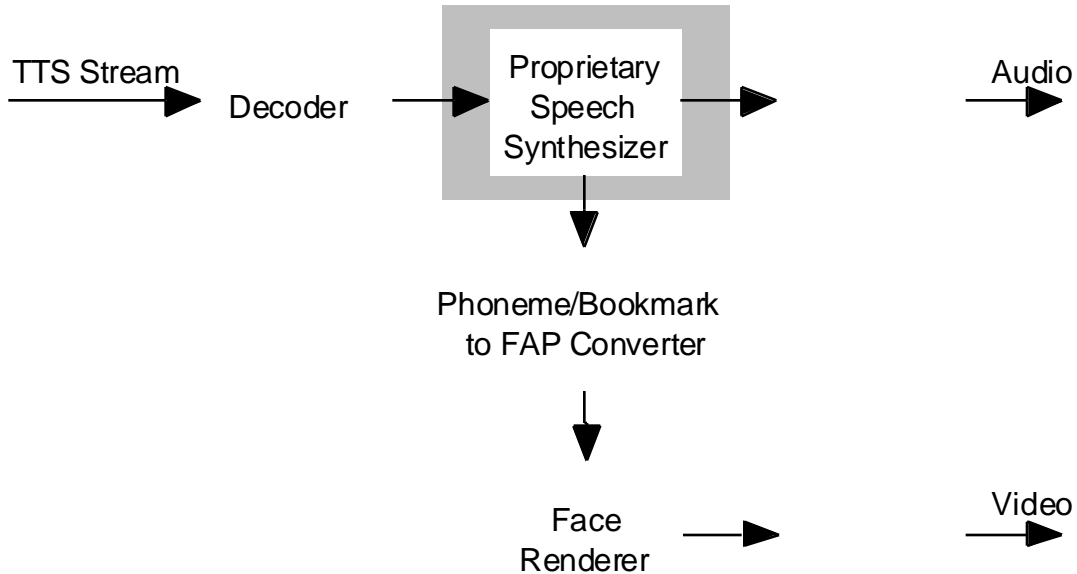 TTS Stream
Decoder
Proprietary
Speech
Synthesizer
Audio
Phoneme/Bookmark
to FAP Converter
Face
Renderer
Video